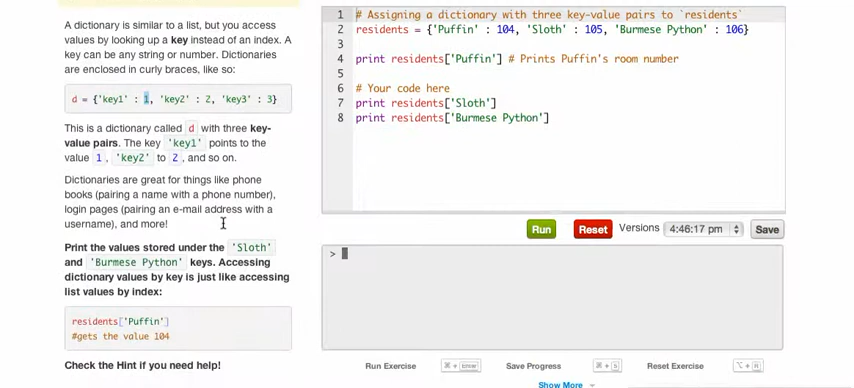 A dictionary is similar to a list, but you access
values by looking up a key instead of an index. A
key can be any string or number. Dictionaries
are enclosed in curly braces, like so:
d = {'key1' : 1, 'key2' : 2, 'key3' : 3}
This is a dictionary called d with three key-
value pairs. The key 'key1' points to the
value 1, 'key2' to 2, and so on.
Dictionaries are great for things like phone
books (pairing a name with a phone number),
login pages (pairing an e-mail address with a
username), and more!
Print the values stored under the 'Sloth'
and 'Burmese Python' keys. Accessing
dictionary values by key is just like accessing
list values by index:
residents['Puffin']
#gets the value 104
Check the Hint if you need help!
1 # Assigning a dictionary with three key-value pairs to `residents`
2 residents = {'Puffin' : 104, 'Sloth' : 105, 'Burmese Python' : 106}
3
4 print residents['Puffin'] # Prints Puffin's room number
5
6 # Your code here
7 print residents['Sloth']
8 print residents['Burmese Python']
Run Reset Versions 4:46:17 pm Save
>
Run Exercise ⌘ + Enter Save Progress ⌘ + S Reset Exercise ⌥ + R
Show More